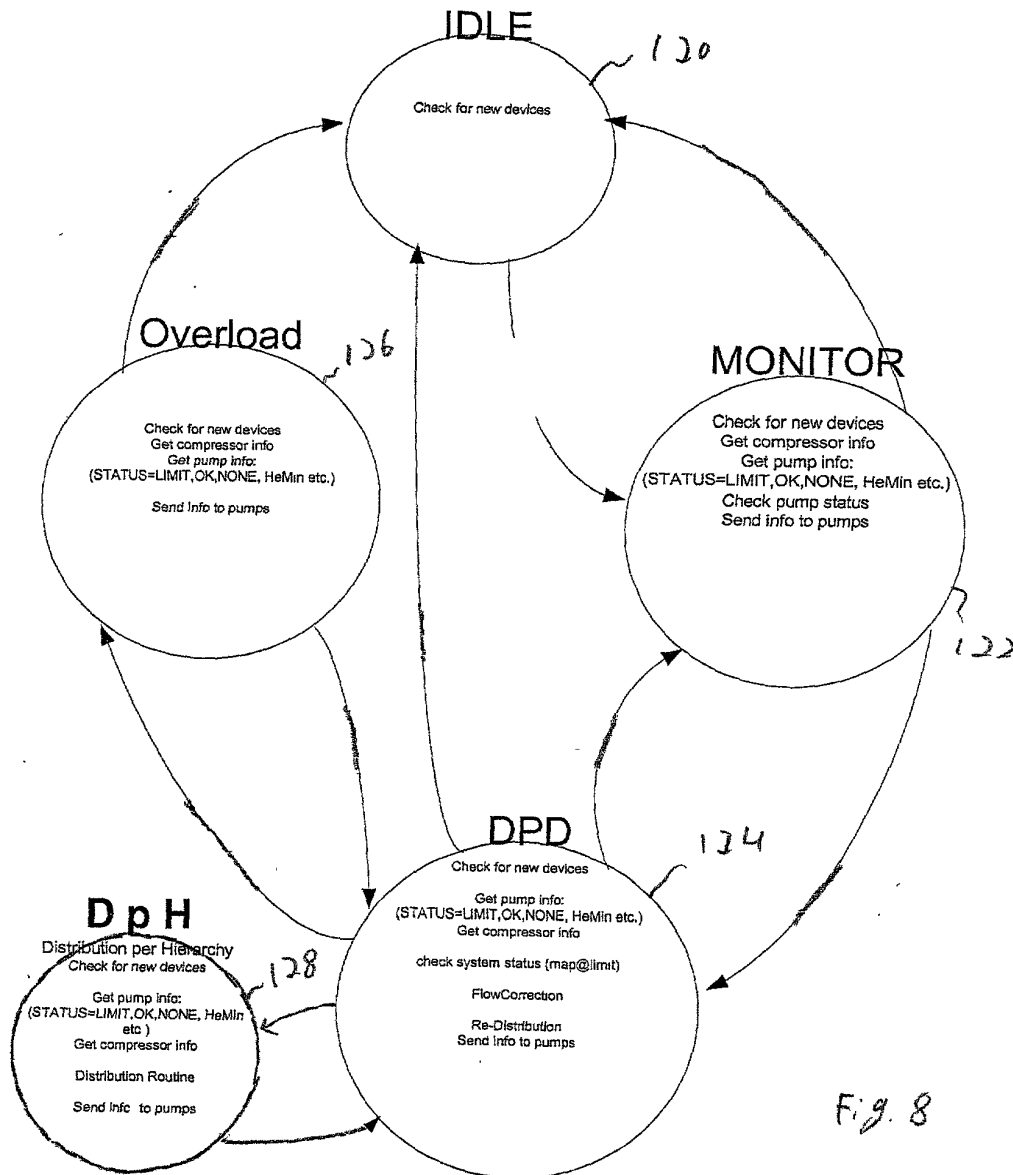 IDLE
120
Check for new devices
Overload
126
Check for new devices
Get compressor info
Get pump info:
(STATUS=LIMIT,OK,NONE, HeMin etc.)
Send Info to pumps
MONITOR
Check for new devices
Get compressor info
Get pump info:
(STATUS=LIMIT,OK,NONE, HeMin etc.)
Check pump status
Send info to pumps
122
DPD
124
Check for new devices
Get pump info:
(STATUS=LIMIT,OK,NONE, HeMin etc.)
Get compressor info
check system status (map@limit)
FlowCorrection
Re-Distribution
Send Info to pumps
D p H
Distribution per Hierarchy
128
Check for new devices
Get pump info:
(STATUS=LIMIT,OK,NONE, HeMin
etc )
Get compressor info
Distribution Routine
Send info to pumps
Fig. 8